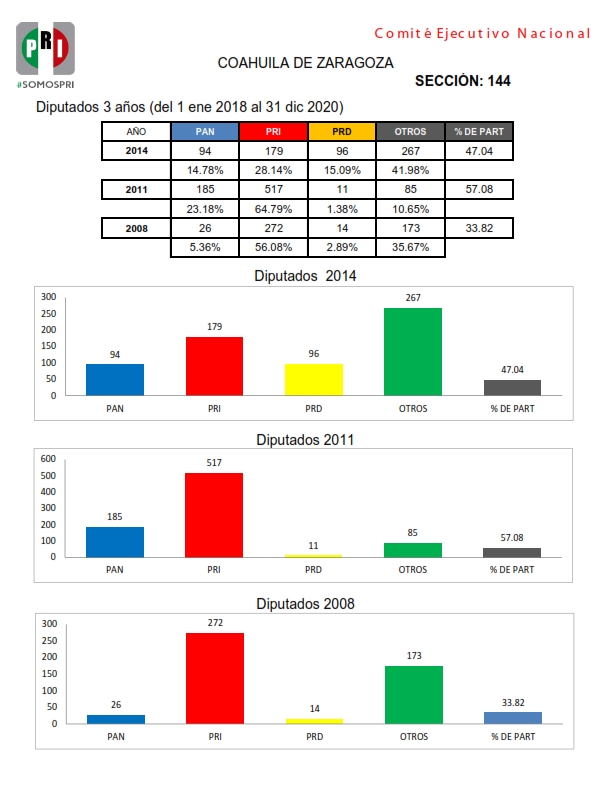 Comité Ejecutivo Nacional
PRI
#SOMOSPRI
COAHUILA DE ZARAGOZA
SECCIÓN: 144
Diputados 3 años (del 1 ene 2018 al 31 dic 2020)
AÑO PAN PRI PRD OTROS % DE PART
2014 94 179 96 267 47.04
14.78% 28.14% 15.09% 41.98%
2011 185 517 11 85 57.08
23.18% 64.79% 1.38% 10.65%
2008 26 272 14 173 33.82
5.36% 56.08% 2.89% 35.67%
Diputados 2014
300
250
200
150
100
50
0
94 179 96 267 47.04
PAN PRI PRD OTROS % DE PART
Diputados 2011
600
500
400
300
200
100
0
185 517 11 85 57.08
PAN PRI PRD OTROS % DE PART
Diputados 2008
300
250
200
150
100
50
0
26 272 14 173 33.82
PAN PRI PRD OTROS % DE PART